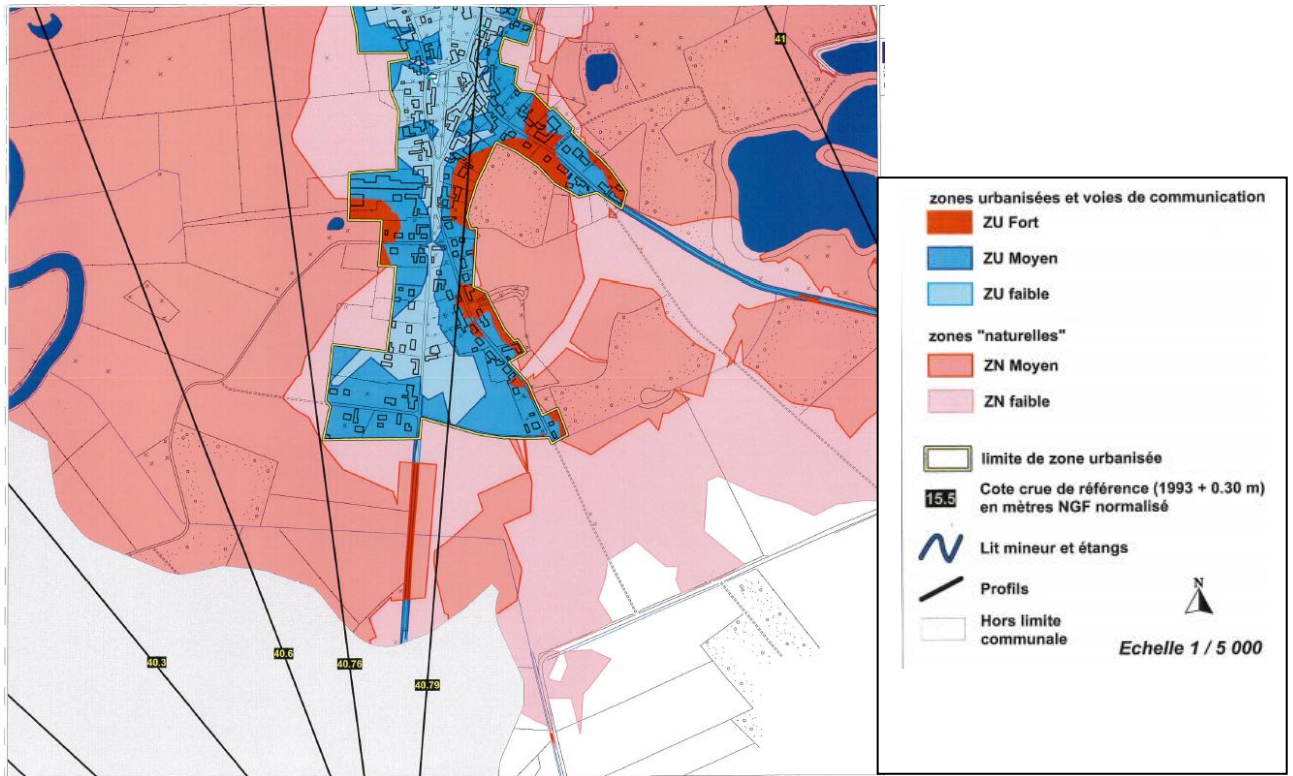 41
40.3
40.6
40.76
40.79
zones urbanisées et voies de communication
ZU Fort
ZU Moyen
ZU faible
zones "naturelles"
ZN Moyen
ZN faible
limite de zone urbanisée
15.5
Cote crue de référence (1993 + 0.30 m)
en mètres NGF normalisé
Lit mineur et étangs
Profils
Hors limite
communale
N
Echelle 1 / 5 000